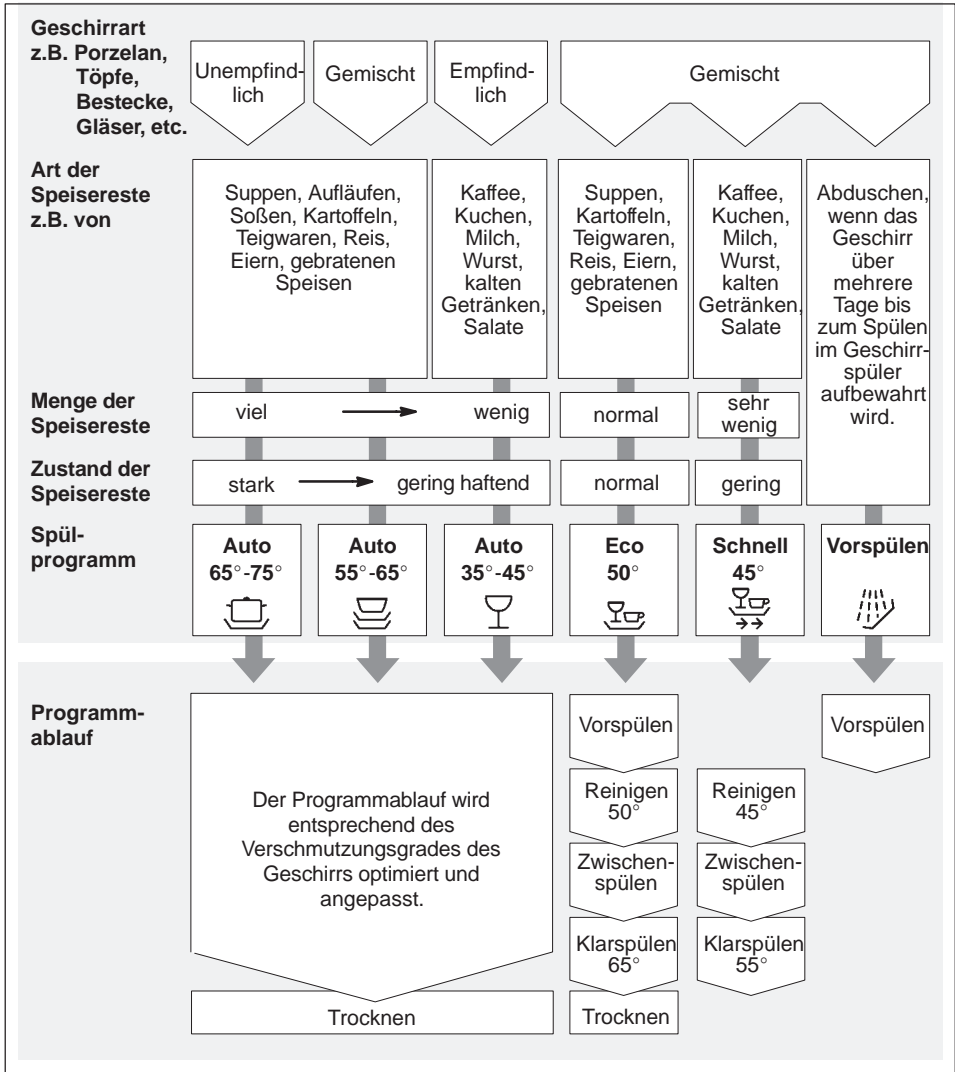 Geschirrart
z.B. Porzelan,
Töpfe,
Bestecke,
Gläser, etc.
Unempfind-
lich
Gemischt
Empfind-
lich
Gemischt
Art der
Speisereste
z.B. von
Suppen, Aufläufen,
Soßen, Kartoffeln,
Teigwaren, Reis,
Eiern, gebratenen
Speisen
Kaffee,
Kuchen,
Milch,
Wurst,
kalten
Getränken,
Salate
Suppen,
Kartoffeln,
Teigwaren,
Reis, Eiern,
gebratenen
Speisen
Kaffee,
Kuchen,
Milch,
Wurst,
kalten
Getränken,
Salate
Abduschen,
wenn das
Geschirr
über
mehrere
Tage bis
zum Spülen
im Geschirr-
spüler
aufbewahrt
wird.
Menge der
Speisereste
viel
wenig
normal
sehr
wenig
Zustand der
Speisereste
stark
gering haftend
normal
gering
Spül-
programm
Auto
65°-75°
Auto
55°-65°
Auto
35°-45°
Eco
50°
Schnell
45°
Vorspülen
Programm-
ablauf
Der Programmablauf wird
entsprechend des
Verschmutzungsgrades des
Geschirrs optimiert und
angepasst.
Trocknen
Vorspülen
Reinigen
50°
Zwischen-
spülen
Klarspülen
65°
Trocknen
Reinigen
45°
Zwischen-
spülen
Klarspülen
55°
Vorspülen